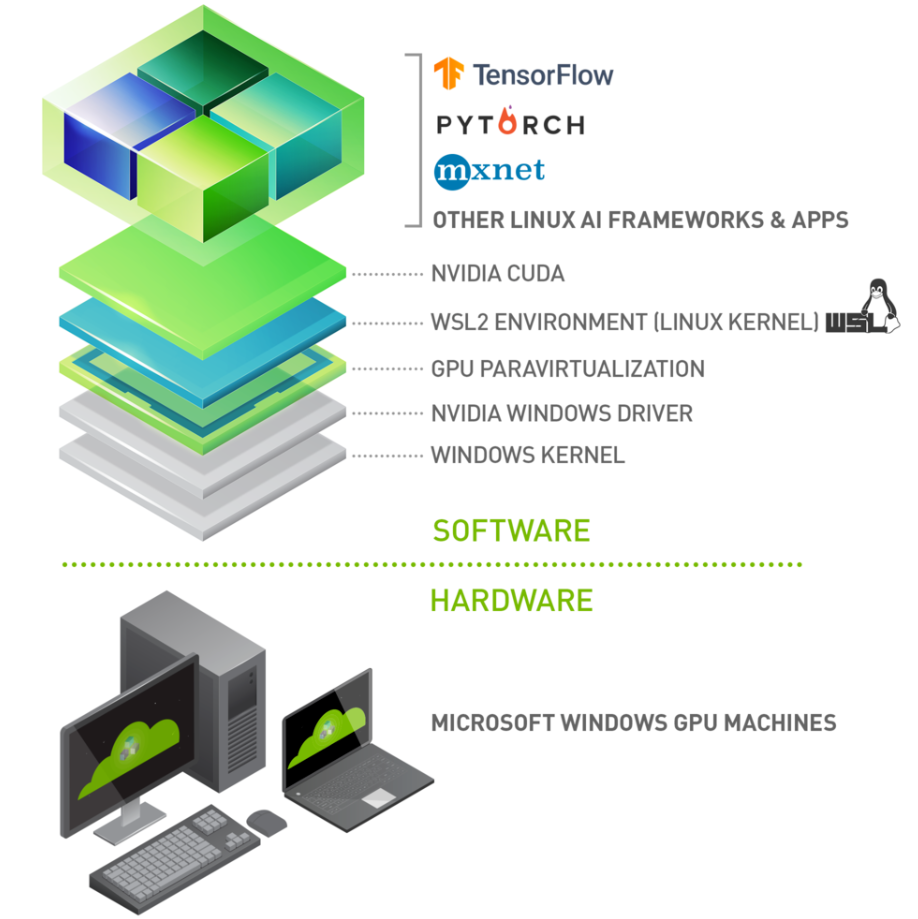 TensorFlow
PYTORCH
mxnet
OTHER LINUX AI FRAMEWORKS & APPS
NVIDIA CUDA
WSL2 ENVIRONMENT (LINUX KERNEL) WSL
GPU PARAVIRTUALIZATION
NVIDIA WINDOWS DRIVER
WINDOWS KERNEL
SOFTWARE
HARDWARE
MICROSOFT WINDOWS GPU MACHINES